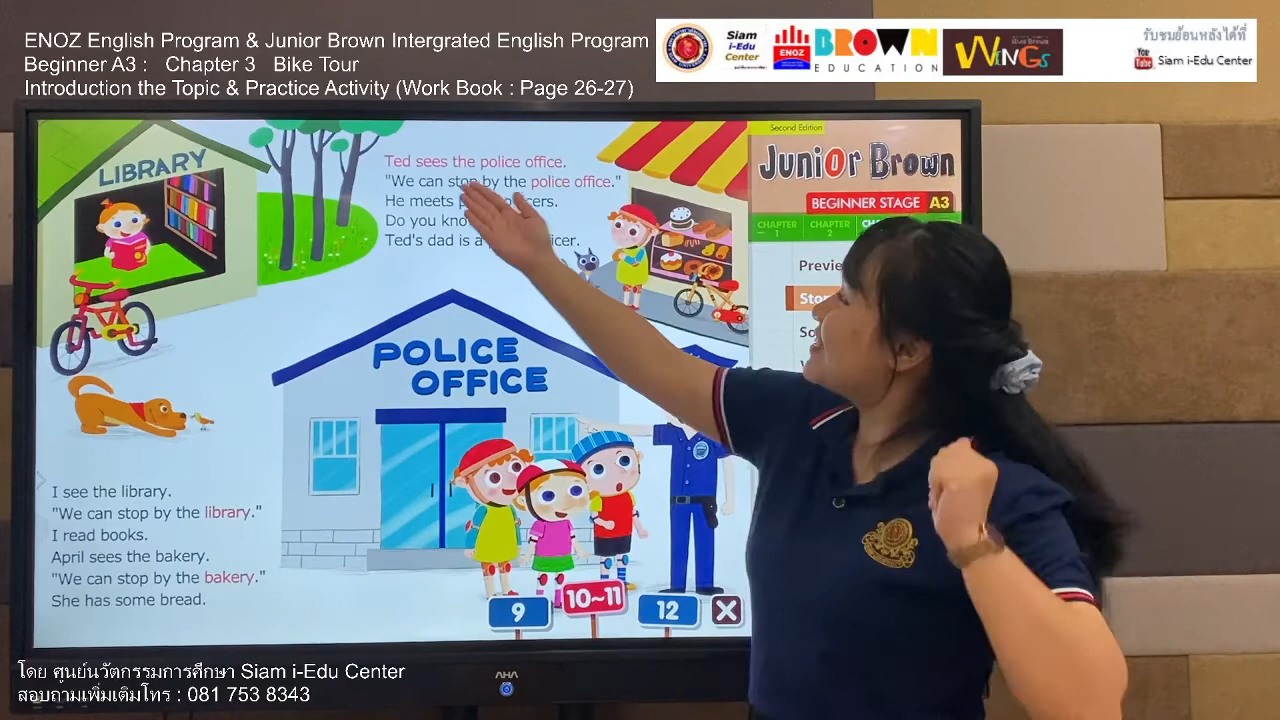 ENOZ English Program & Junior Brown Intergrated English Program
Beginner A3 : Chapter 3 Bike Tour
Introduction the Topic & Practice Activity (Work Book : Page 26-27)
Siam
i-Edu
Center
ENOZ
BROWN
EDUCATION
WINGS
รับชมย้อนหลังได้ที่
You
Tube
Siam i-Edu Center
LIBRARY
Ted sees the police office.
"We can stop by the police office."
He meets
Do you
Ted's dad is a
Second Edition
Junior Brown
BEGINNER STAGE A3
CHAPTER
1
CHAPTER
2
POLICE
OFFICE
I see the library.
"We can stop by the library."
I read books.
April sees the bakery.
"We can stop by the bakery."
She has some bread.
9
10~11
12
โดย ศูนย์นวัตกรรมการศึกษา Siam i-Edu Center
สอบถามเพิ่มเติมโทร : 081 753 8343